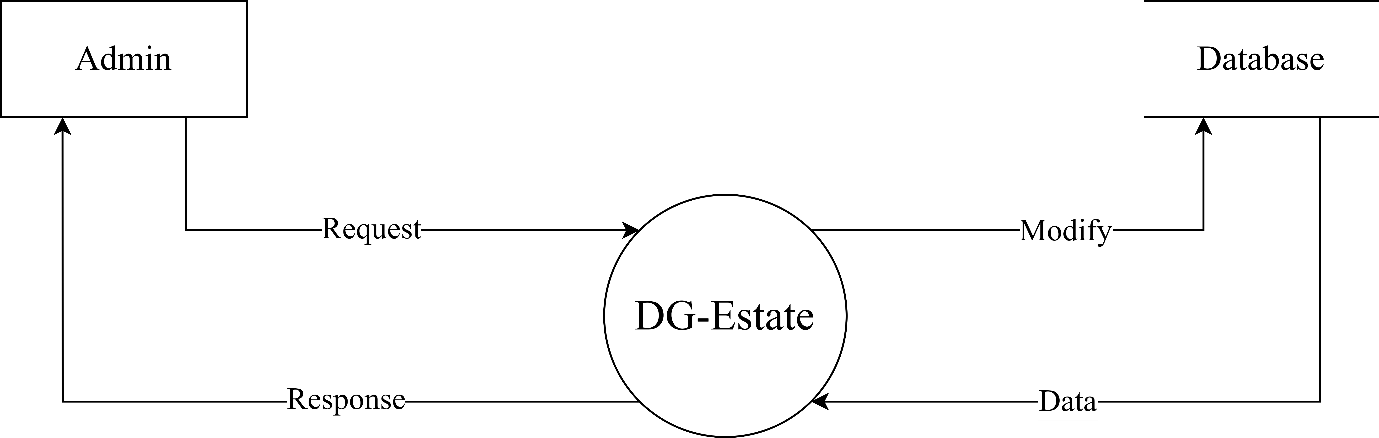 Admin
Database
Request
Modify
DG-Estate
Response
Data